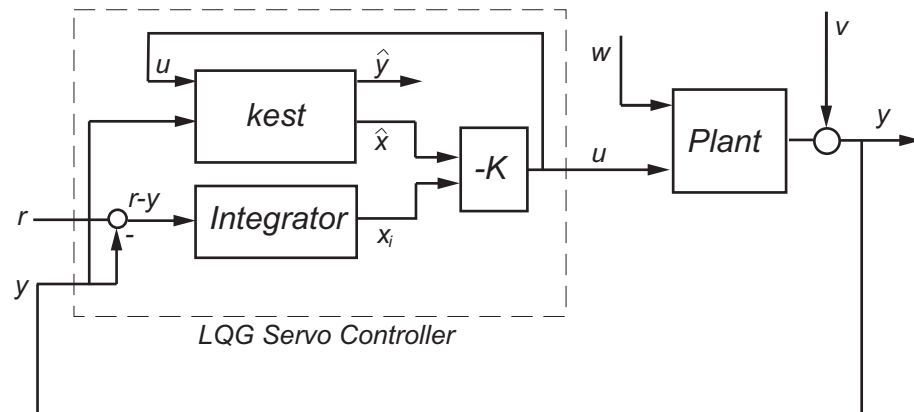 u
ŷ
kest
x̂
-K
r
r-y
-
Integrator
xᵢ
y
LQG Servo Controller
u
w
Plant
v
y